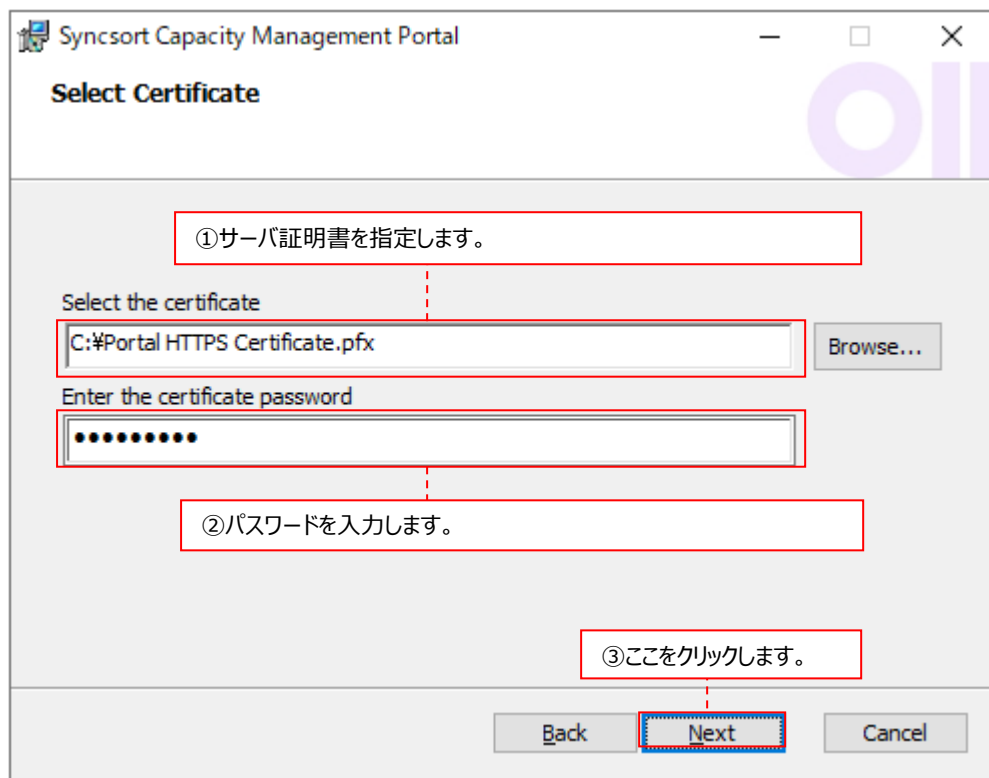 Syncsort Capacity Management Portal
Select Certificate
①サーバ証明書を指定します。
Select the certificate
C:¥Portal HTTPS Certificate.pfx
Browse...
Enter the certificate password
●●●●●●●●●
②パスワードを入力します。
③ここをクリックします。
Back Next Cancel